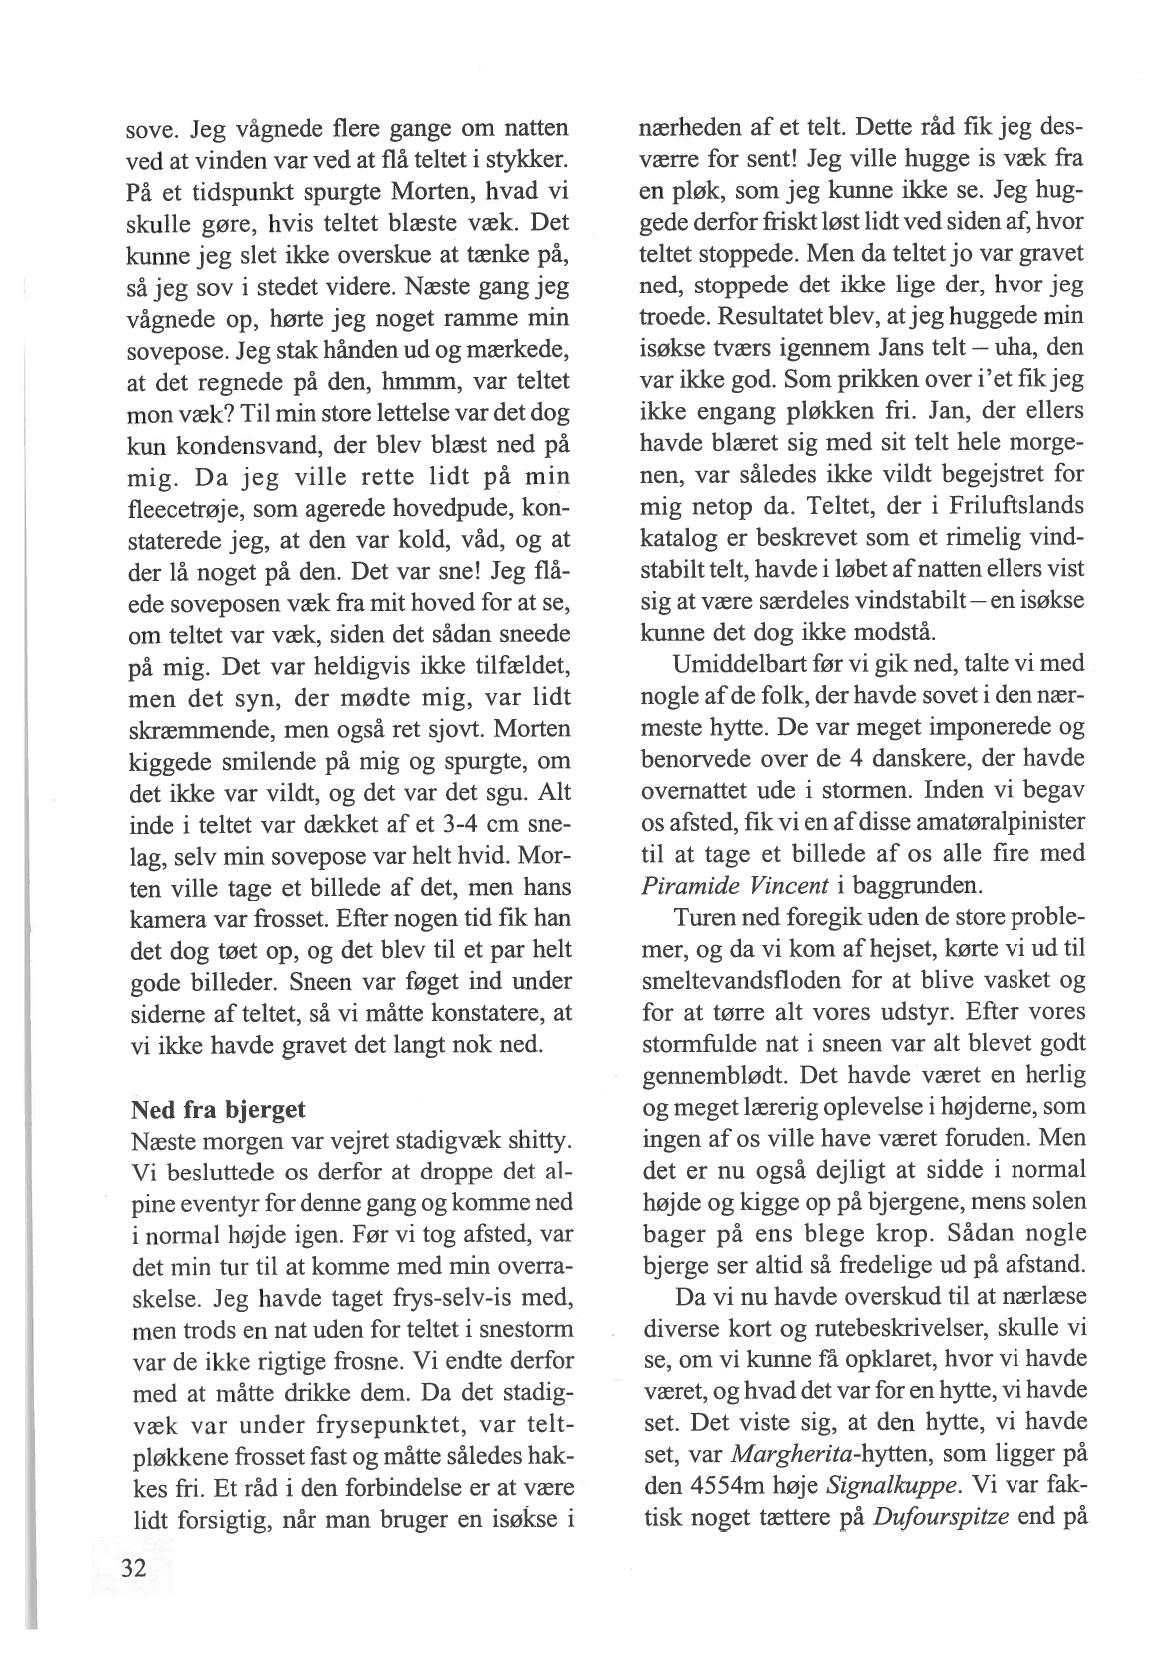 sove. Jeg vågnede flere gange om natten
ved at vinden var ved at flå teltet i stykker.
På et tidspunkt spurgte Morten, hvad vi
skulle gøre, hvis teltet blæste væk. Det
kunne jeg slet ikke overskue at tænke på,
så jeg sov i stedet videre. Næste gang jeg
vågnede op, hørte jeg noget ramme min
sovepose. Jeg stak hånden ud og mærkede,
at det regnede på den, hmmm, var teltet
mon væk? Til min store lettelse var det dog
kun kondensvand, der blev blæst ned på
mig. Da jeg ville rette lidt på min
fleecetrøje, som agerede hovedpude, kon-
staterede jeg, at den var kold, våd, og at
der lå noget på den. Det var sne! Jeg flå-
ede soveposen væk fra mit hoved for at se,
om teltet var væk, siden det sådan sneede
på mig. Det var heldigvis ikke tilfældet,
men det syn, der mødte mig, var lidt
skræmmende, men også ret sjovt. Morten
kiggede smilende på mig og spurgte, om
det ikke var vildt, og det var det sgu. Alt
inde i teltet var dækket af et 3-4 cm sne-
lag, selv min sovepose var helt hvid. Mor-
ten ville tage et billede af det, men hans
kamera var frosset. Efter nogen tid fik han
det dog tøet op, og det blev til et par helt
gode billeder. Sneen var føget ind under
siderne af teltet, så vi måtte konstatere, at
vi ikke havde gravet det langt nok ned.
Ned fra bjerget
Næste morgen var vejret stadigvæk shitty.
Vi besluttede os derfor at droppe det al-
pine eventyr for denne gang og komme ned
i normal højde igen. Før vi tog afsted, var
det min tur til at komme med min overra-
skelse. Jeg havde taget frys-selv-is med,
men trods en nat uden for teltet i snestorm
var de ikke rigtige frosne. Vi endte derfor
med at måtte drikke dem. Da det stadig-
væk var under frysepunktet, var telt-
pløkkene frosset fast og måtte således hak-
kes fri. Et råd i den forbindelse er at være
lidt forsigtig, når man bruger en isøkse i
32
nærheden af et telt. Dette råd fik jeg des-
værre for sent! Jeg ville hugge is væk fra
en pløk, som jeg kunne ikke se. Jeg hug-
gede derfor friskt løst lidt ved siden af, hvor
teltet stoppede. Men da teltet jo var gravet
ned, stoppede det ikke lige der, hvor jeg
troede. Resultatet blev, at jeg huggede min
isøkse tværs igennem Jans telt – uha, den
var ikke god. Som prikken over i'et fik jeg
ikke engang pløkken fri. Jan, der ellers
havde blæret sig med sit telt hele morge-
nen, var således ikke vildt begejstret for
mig netop da. Teltet, der i Friluftslands
katalog er beskrevet som et rimelig vind-
stabilt telt, havde i løbet af natten ellers vist
sig at være særdeles vindstabilt – en isøkse
kunne det dog ikke modstå.
Umiddelbart før vi gik ned, talte vi med
nogle af de folk, der havde sovet i den nær-
meste hytte. De var meget imponerede og
benorvede over de 4 danskere, der havde
overnattet ude i stormen. Inden vi begav
os afsted, fik vi en af disse amatøralpinister
til at tage et billede af os alle fire med
Piramide Vincent i baggrunden.
Turen ned foregik uden de store proble-
mer, og da vi kom af hejset, kørte vi ud til
smeltevandsfloden for at blive vasket og
for at tørre alt vores udstyr. Efter vores
stormfulde nat i sneen var alt blevet godt
gennemblødt. Det havde været en herlig
og meget lærerig oplevelse i højderne, som
ingen af os ville have været foruden. Men
det er nu også dejligt at sidde i normal
højde og kigge op på bjergene, mens solen
bager på ens blege krop. Sådan nogle
bjerge ser altid så fredelige ud på afstand.
Da vi nu havde overskud til at nærlæse
diverse kort og rutebeskrivelser, skulle vi
se, om vi kunne få opklaret, hvor vi havde
været, og hvad det var for en hytte, vi havde
set. Det viste sig, at den hytte, vi havde
set, var Margherita-hytten, som ligger på
den 4554m høje Signalkuppe. Vi var fak-
tisk noget tættere på Dufourspitze end på